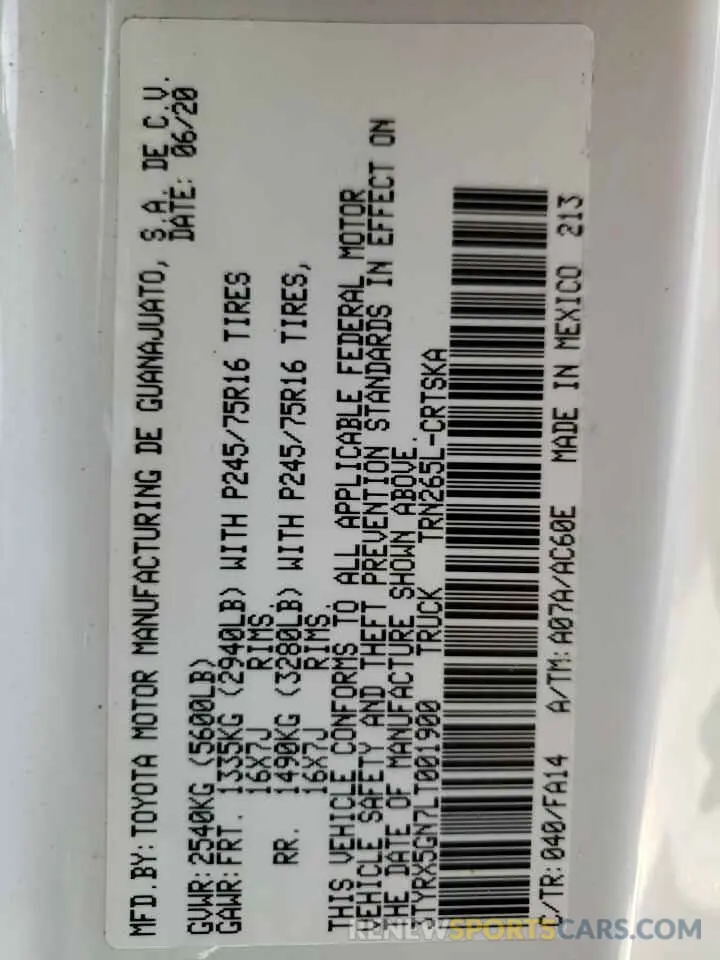 MFD.BY:TOYOTA MOTOR MANUFACTURING DE GUANAJUATO, S.A. DE C.V.
DATE: 06/20
GVWR:2540KG (5600LB)
GAWR:FRT. 1335KG (2940LB) WITH P245/75R16 TIRES
16X7J RIMS.
RR. 1490KG (3280LB) WITH P245/75R16 TIRES,
16X7J RIMS.
THIS VEHICLE CONFORMS TO ALL APPLICABLE FEDERAL MOTOR
VEHICLE SAFETY AND THEFT PREVENTION STANDARDS IN EFFECT ON
THE DATE OF MANUFACTURE SHOWN ABOVE.
3TYRX5GN7LT001900 TRUCK TRN265L-CRTSKA
C/TR:040/FA14 A/TM:A07A/AC60E MADE IN MEXICO 213
RENEWSPORTSCARS.COM